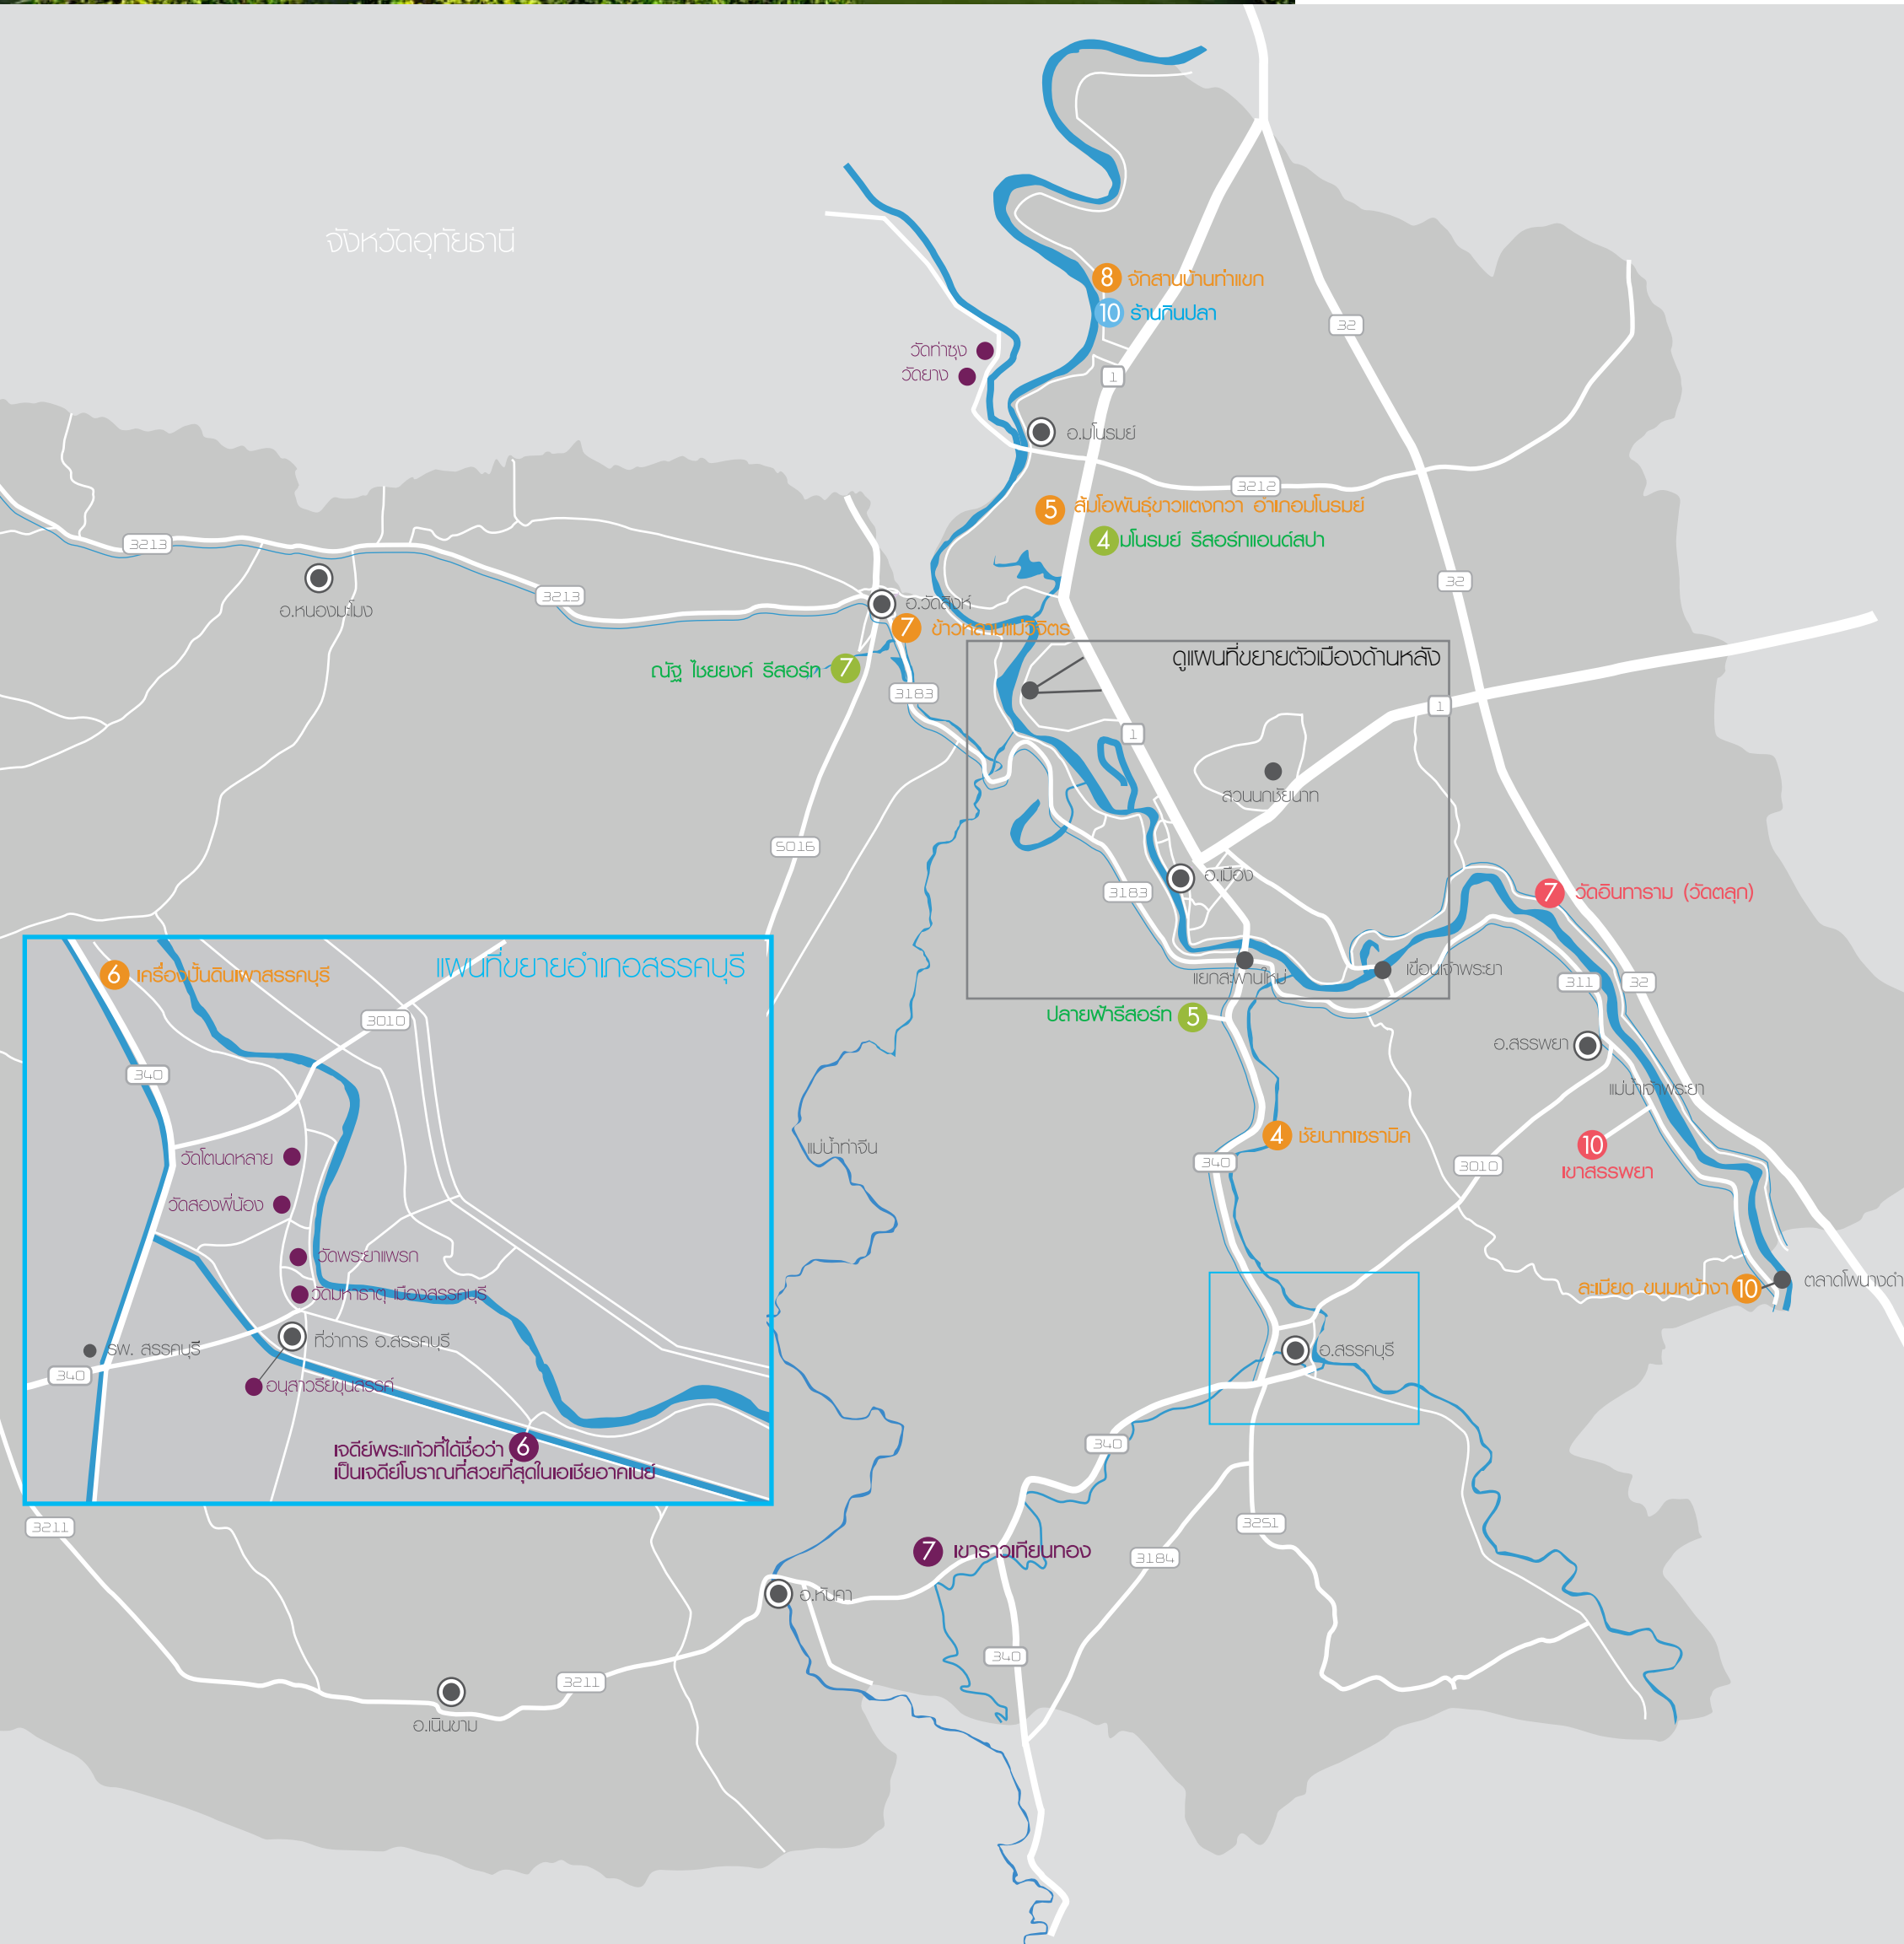 จังหวัดอุทัยธานี
8 จักสานบ้านท่าแขก
10 ร้านกินปลา
32
วัดท่าซุง
วัดยาง
1
อ.มโนรมย์
3212
5 ส้มโอพันธุ์ขาวแตงกวา อำเภอมโนรมย์
4 มโนรมย์ รีสอร์ทแอนด์สปา
3213
32
3213
อ.หนองมะโมง
อ.วัดสิงห์
7 ข้าวหลามแม่วิจิตร
ดูแผนที่ขยายตัวเมืองด้านหลัง
ณัฐ ไชยยงค์ รีสอร์ท 7
3183
1
1
สวนนกชัยนาท
5016
อ.เมือง
3183
7 วัดอินทาราม (วัดตลุก)
แยกสะพานใหม่
เขื่อนเจ้าพระยา
311
32
ปลายฟ้ารีสอร์ท 5
อ.สรรพยา
แม่น้ำเจ้าพระยา
4 ชัยนาทเซรามิค
10
เขาสรรพยา
340
3010
แม่น้ำท่าจีน
ละเมียด ขนมหน้างา 10
ตลาดโพนางดำ
อ.สรรคบุรี
แผนที่ขยายอำเภอสรรคบุรี
6 เครื่องปั้นดินเผาสรรคบุรี
3010
340
วัดโตนดหลาย
วัดสองพี่น้อง
วัดพระยาแพรก
วัดมหาธาตุ เมืองสรรคบุรี
ที่ว่าการ อ.สรรคบุรี
รพ. สรรคบุรี
340
อนุสาวรีย์ขุนสรรค์
เจดีย์พระแก้วที่ได้ชื่อว่า 6
เป็นเจดีย์โบราณที่สวยที่สุดในเอเชียอาคเนย์
340
3211
3251
7 เขาราวเทียนทอง
3184
อ.หันคา
340
3211
อ.เนินขาม